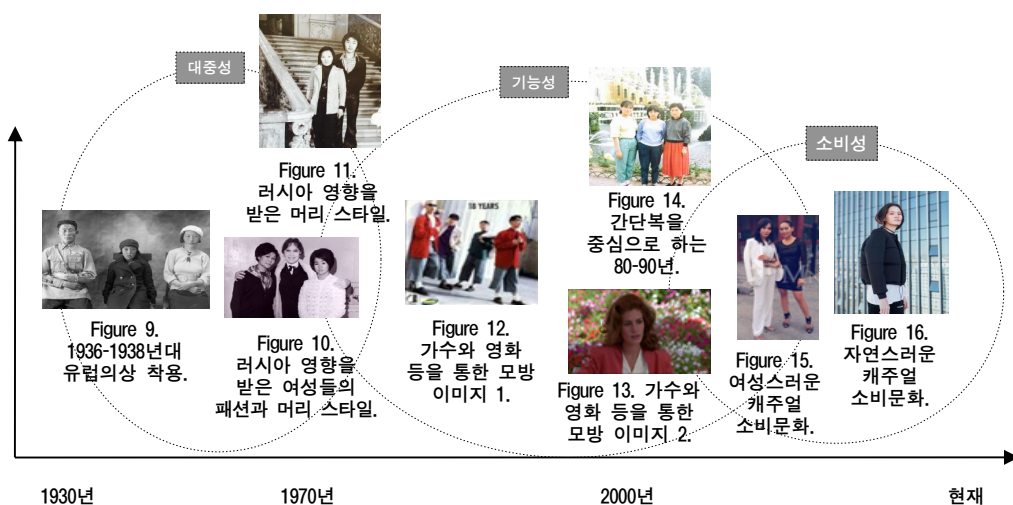 대중성
기능성
소비성
Figure 11.
러시아 영향을
받은 머리 스타일.
Figure 14.
간단복을
중심으로 하는
80-90년.
18 YEARS
Figure 9.
1936-1938년대
유럽의상 착용.
Figure 10.
러시아 영향을
받은 여성들의
패션과 머리 스타일.
Figure 12.
가수와 영화
등을 통한 모방
이미지 1.
Figure 13. 가수와
영화 등을 통한
모방 이미지 2.
Figure 15.
여성스러운
캐주얼
소비문화.
Figure 16.
자연스러운
캐주얼
소비문화.
1930년
1970년
2000년
현재